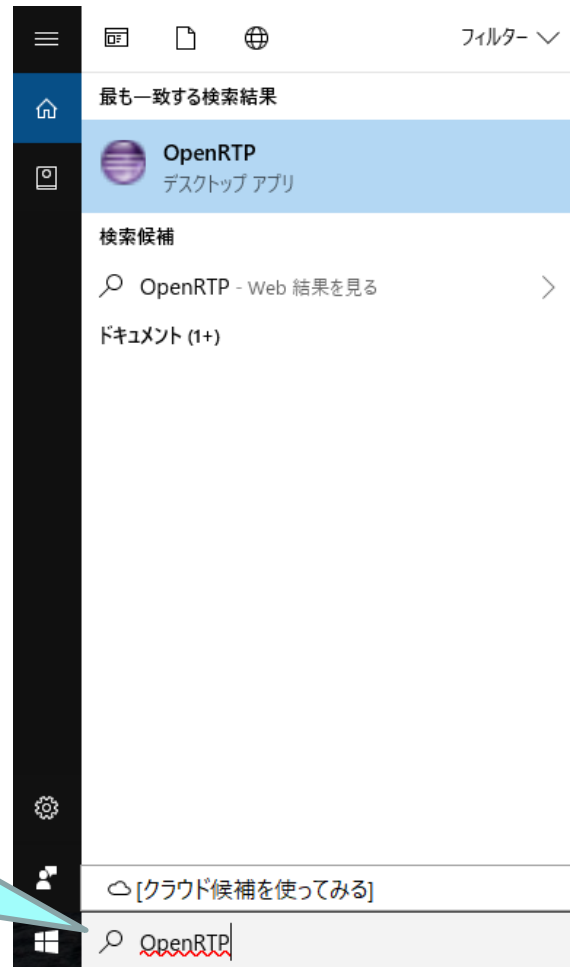 フィルター
最も一致する検索結果
OpenRTP
デスクトップ アプリ
検索候補
OpenRTP - Web 結果を見る
ドキュメント (1+)
[クラウド候補を使ってみる]
OpenRTP